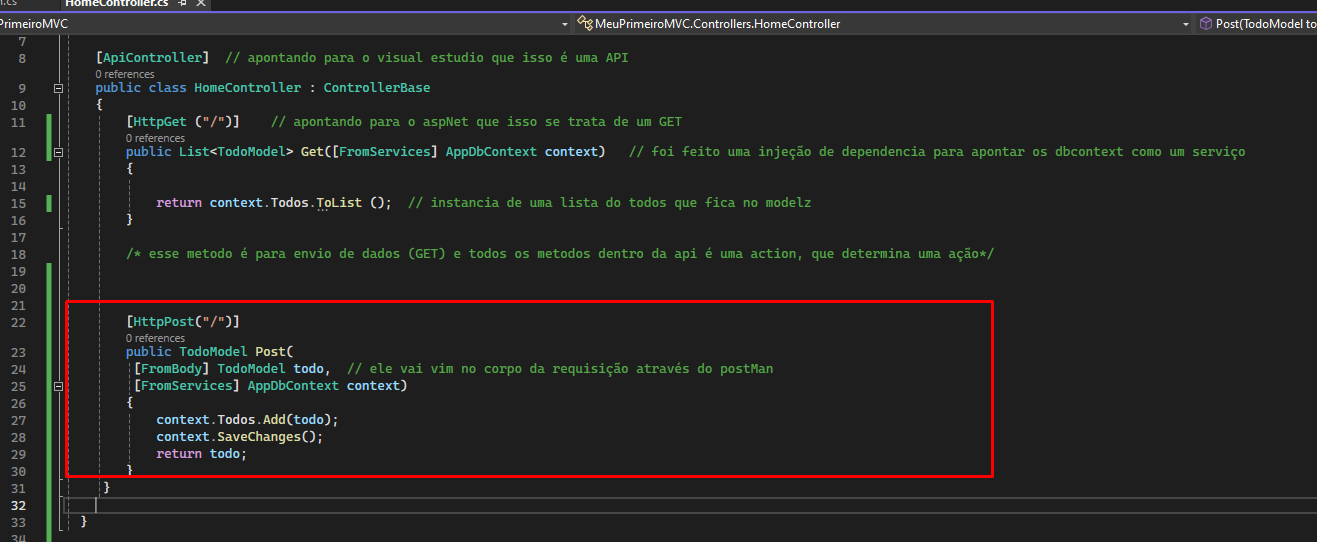 HomeController.cs
PrimeiroMVC
MeuPrimeiroMVC.Controllers.HomeController
Post(TodoModel to
7
8 [ApiController] // apontando para o visual estudio que isso é uma API
0 references
9 public class HomeController : ControllerBase
10 {
11 [HttpGet ("/")] // apontando para o aspNet que isso se trata de um GET
0 references
12 public List<TodoModel> Get([FromServices] AppDbContext context) // foi feito uma injeção de dependencia para apontar os dbcontext como um serviço
13 {
14
15 return context.Todos.ToList (); // instancia de uma lista do todos que fica no modelz
16 }
17
18 /* esse metodo é para envio de dados (GET) e todos os metodos dentro da api é uma action, que determina uma ação*/
19
20
21
22 [HttpPost("/")]
0 references
23 public TodoModel Post(
24 [FromBody] TodoModel todo, // ele vai vim no corpo da requisição através do postMan
25 [FromServices] AppDbContext context)
26 {
27 context.Todos.Add(todo);
28 context.SaveChanges();
29 return todo;
30 }
31 }
32
33 }
34